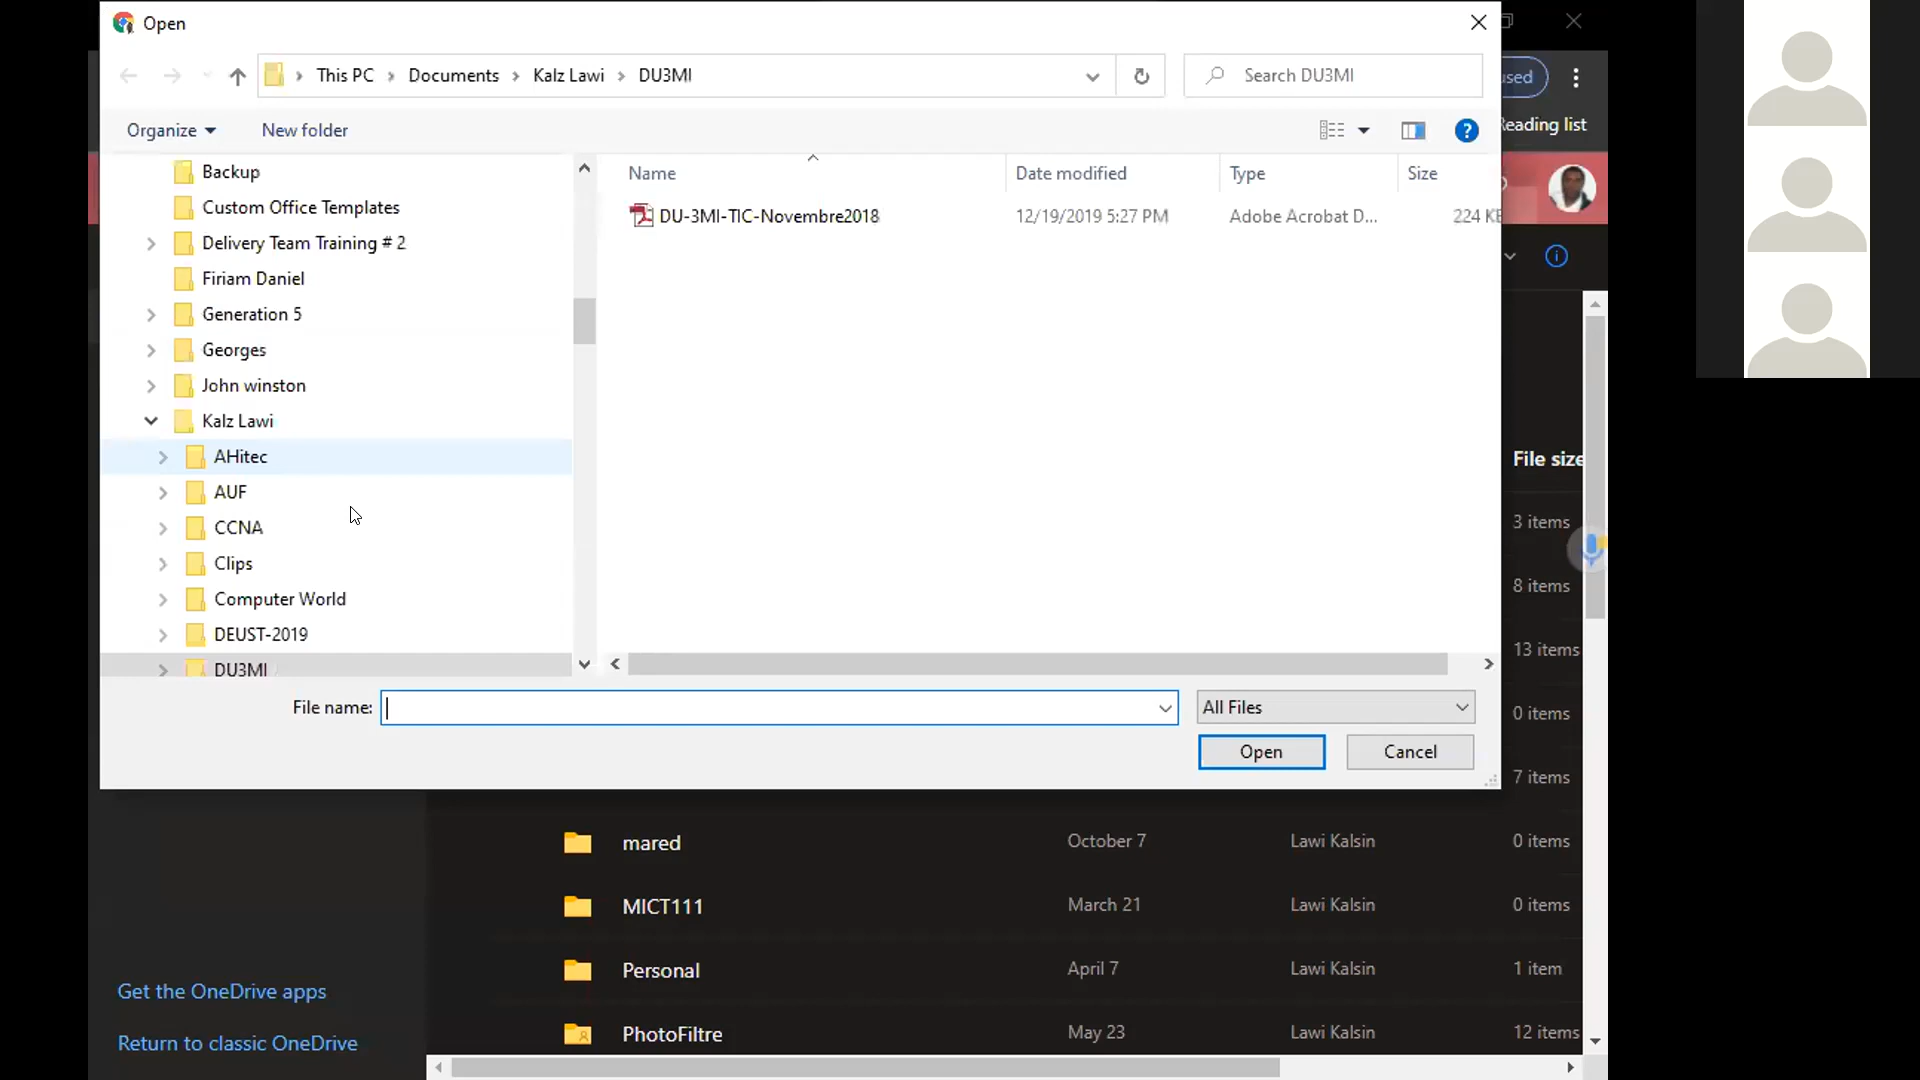 Open
This PC > Documents > Kalz Lawi > DU3MI
Search DU3MI
used
Organize
New folder
Reading list
Backup
Custom Office Templates
Delivery Team Training # 2
Firiam Daniel
Generation 5
Georges
John winston
Kalz Lawi
AHitec
AUF
CCNA
Clips
Computer World
DEUST-2019
DU3MI
Name Date modified Type Size
DU-3MI-TIC-Novembre2018 12/19/2019 5:27 PM Adobe Acrobat D... 224 KB
File size
3 items
8 items
13 items
0 items
7 items
File name:
All Files
Open
Cancel
mared October 7 Lawi Kalsin 0 items
MICT111 March 21 Lawi Kalsin 0 items
Personal April 7 Lawi Kalsin 1 item
PhotoFiltre May 23 Lawi Kalsin 12 items
Get the OneDrive apps
Return to classic OneDrive